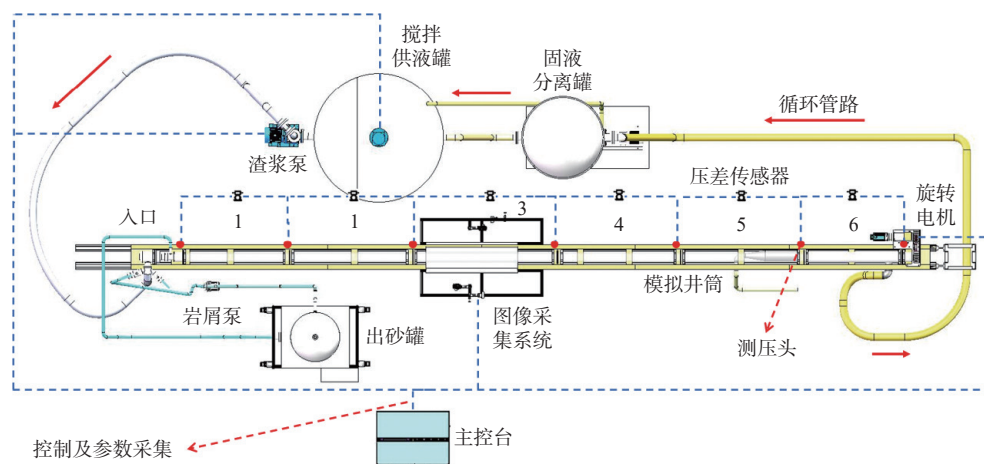 搅拌
供液罐
固液
分离罐
循环管路
渣浆泵
压差传感器
旋转
电机
入口
1
1
3
4
5
6
模拟井筒
岩屑泵
出砂罐
图像采
集系统
测压头
控制及参数采集
主控台